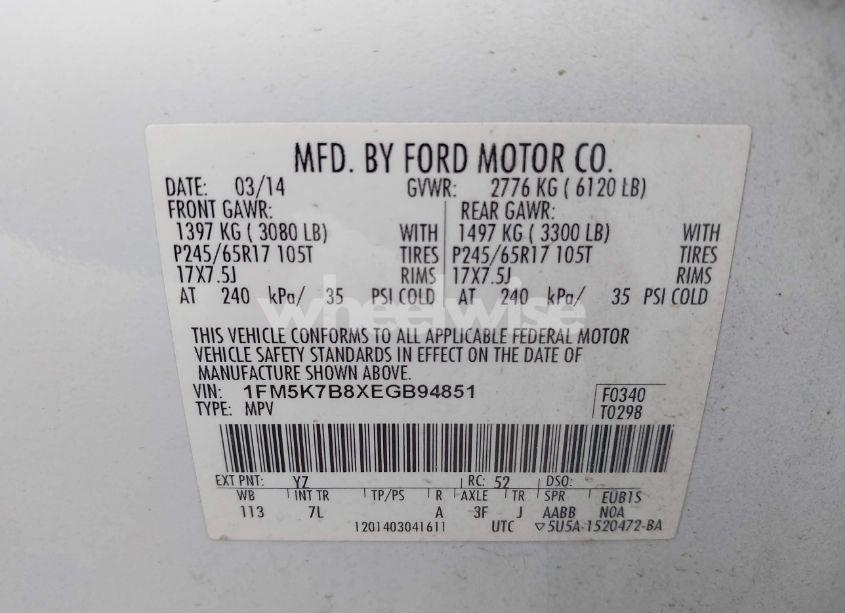 MFD. BY FORD MOTOR CO.
DATE: 03/14 GVWR: 2776 KG ( 6120 LB)
FRONT GAWR: REAR GAWR:
1397 KG ( 3080 LB) WITH 1497 KG ( 3300 LB) WITH
P245/65R17 105T TIRES P245/65R17 105T TIRES
17X7.5J RIMS 17X7.5J RIMS
AT 240 kPa/ 35 PSI COLD AT 240 kPa/ 35 PSI COLD
wheelwise
THIS VEHICLE CONFORMS TO ALL APPLICABLE FEDERAL MOTOR
VEHICLE SAFETY STANDARDS IN EFFECT ON THE DATE OF
MANUFACTURE SHOWN ABOVE.
VIN: 1FM5K7B8XEGB94851 F0340
TYPE: MPV T0298
EXT PNT: YZ RC: 52 DSO:
WB INT TR TP/PS R AXLE TR SPR EUB1S
113 7L A 3F J AABB N0A
1201403041611 UTC ▽5U5A-1520472-BA